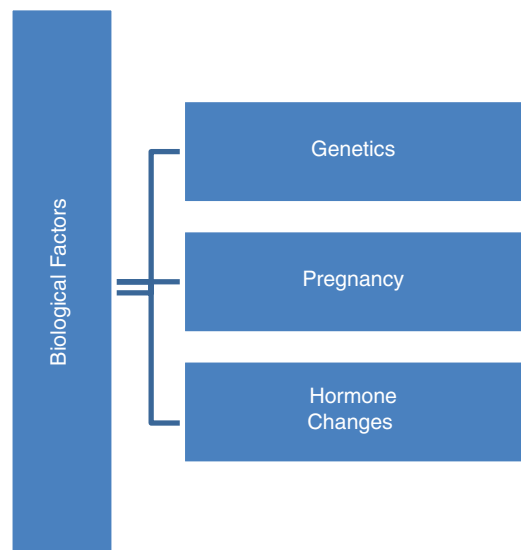 Biological Factors
Genetics
Pregnancy
Hormone
Changes